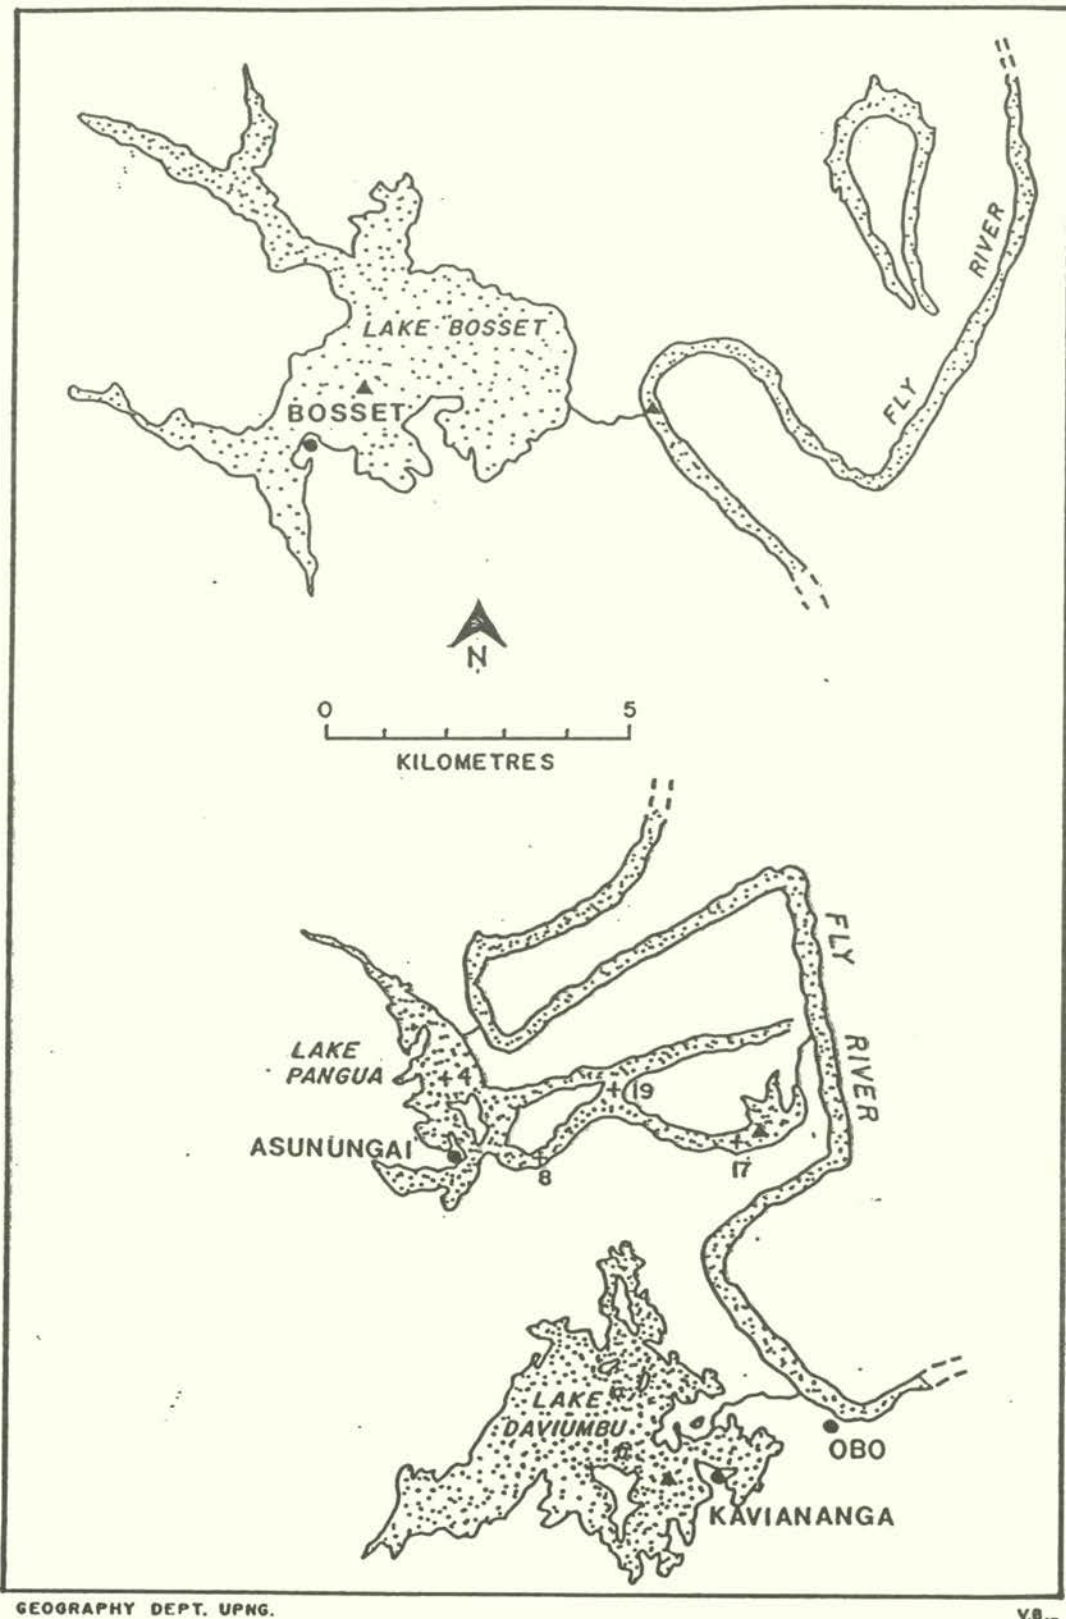 RIVER
FLY
LAKE BOSSET
BOSSET
N
0 5
KILOMETRES
FLY
RIVER
LAKE
PANGUA
4
19
ASUNUNGAI
8
17
LAKE
DAVIUMBU
OBO
KAVIANANGA
GEOGRAPHY DEPT. UPNG.
V.B.